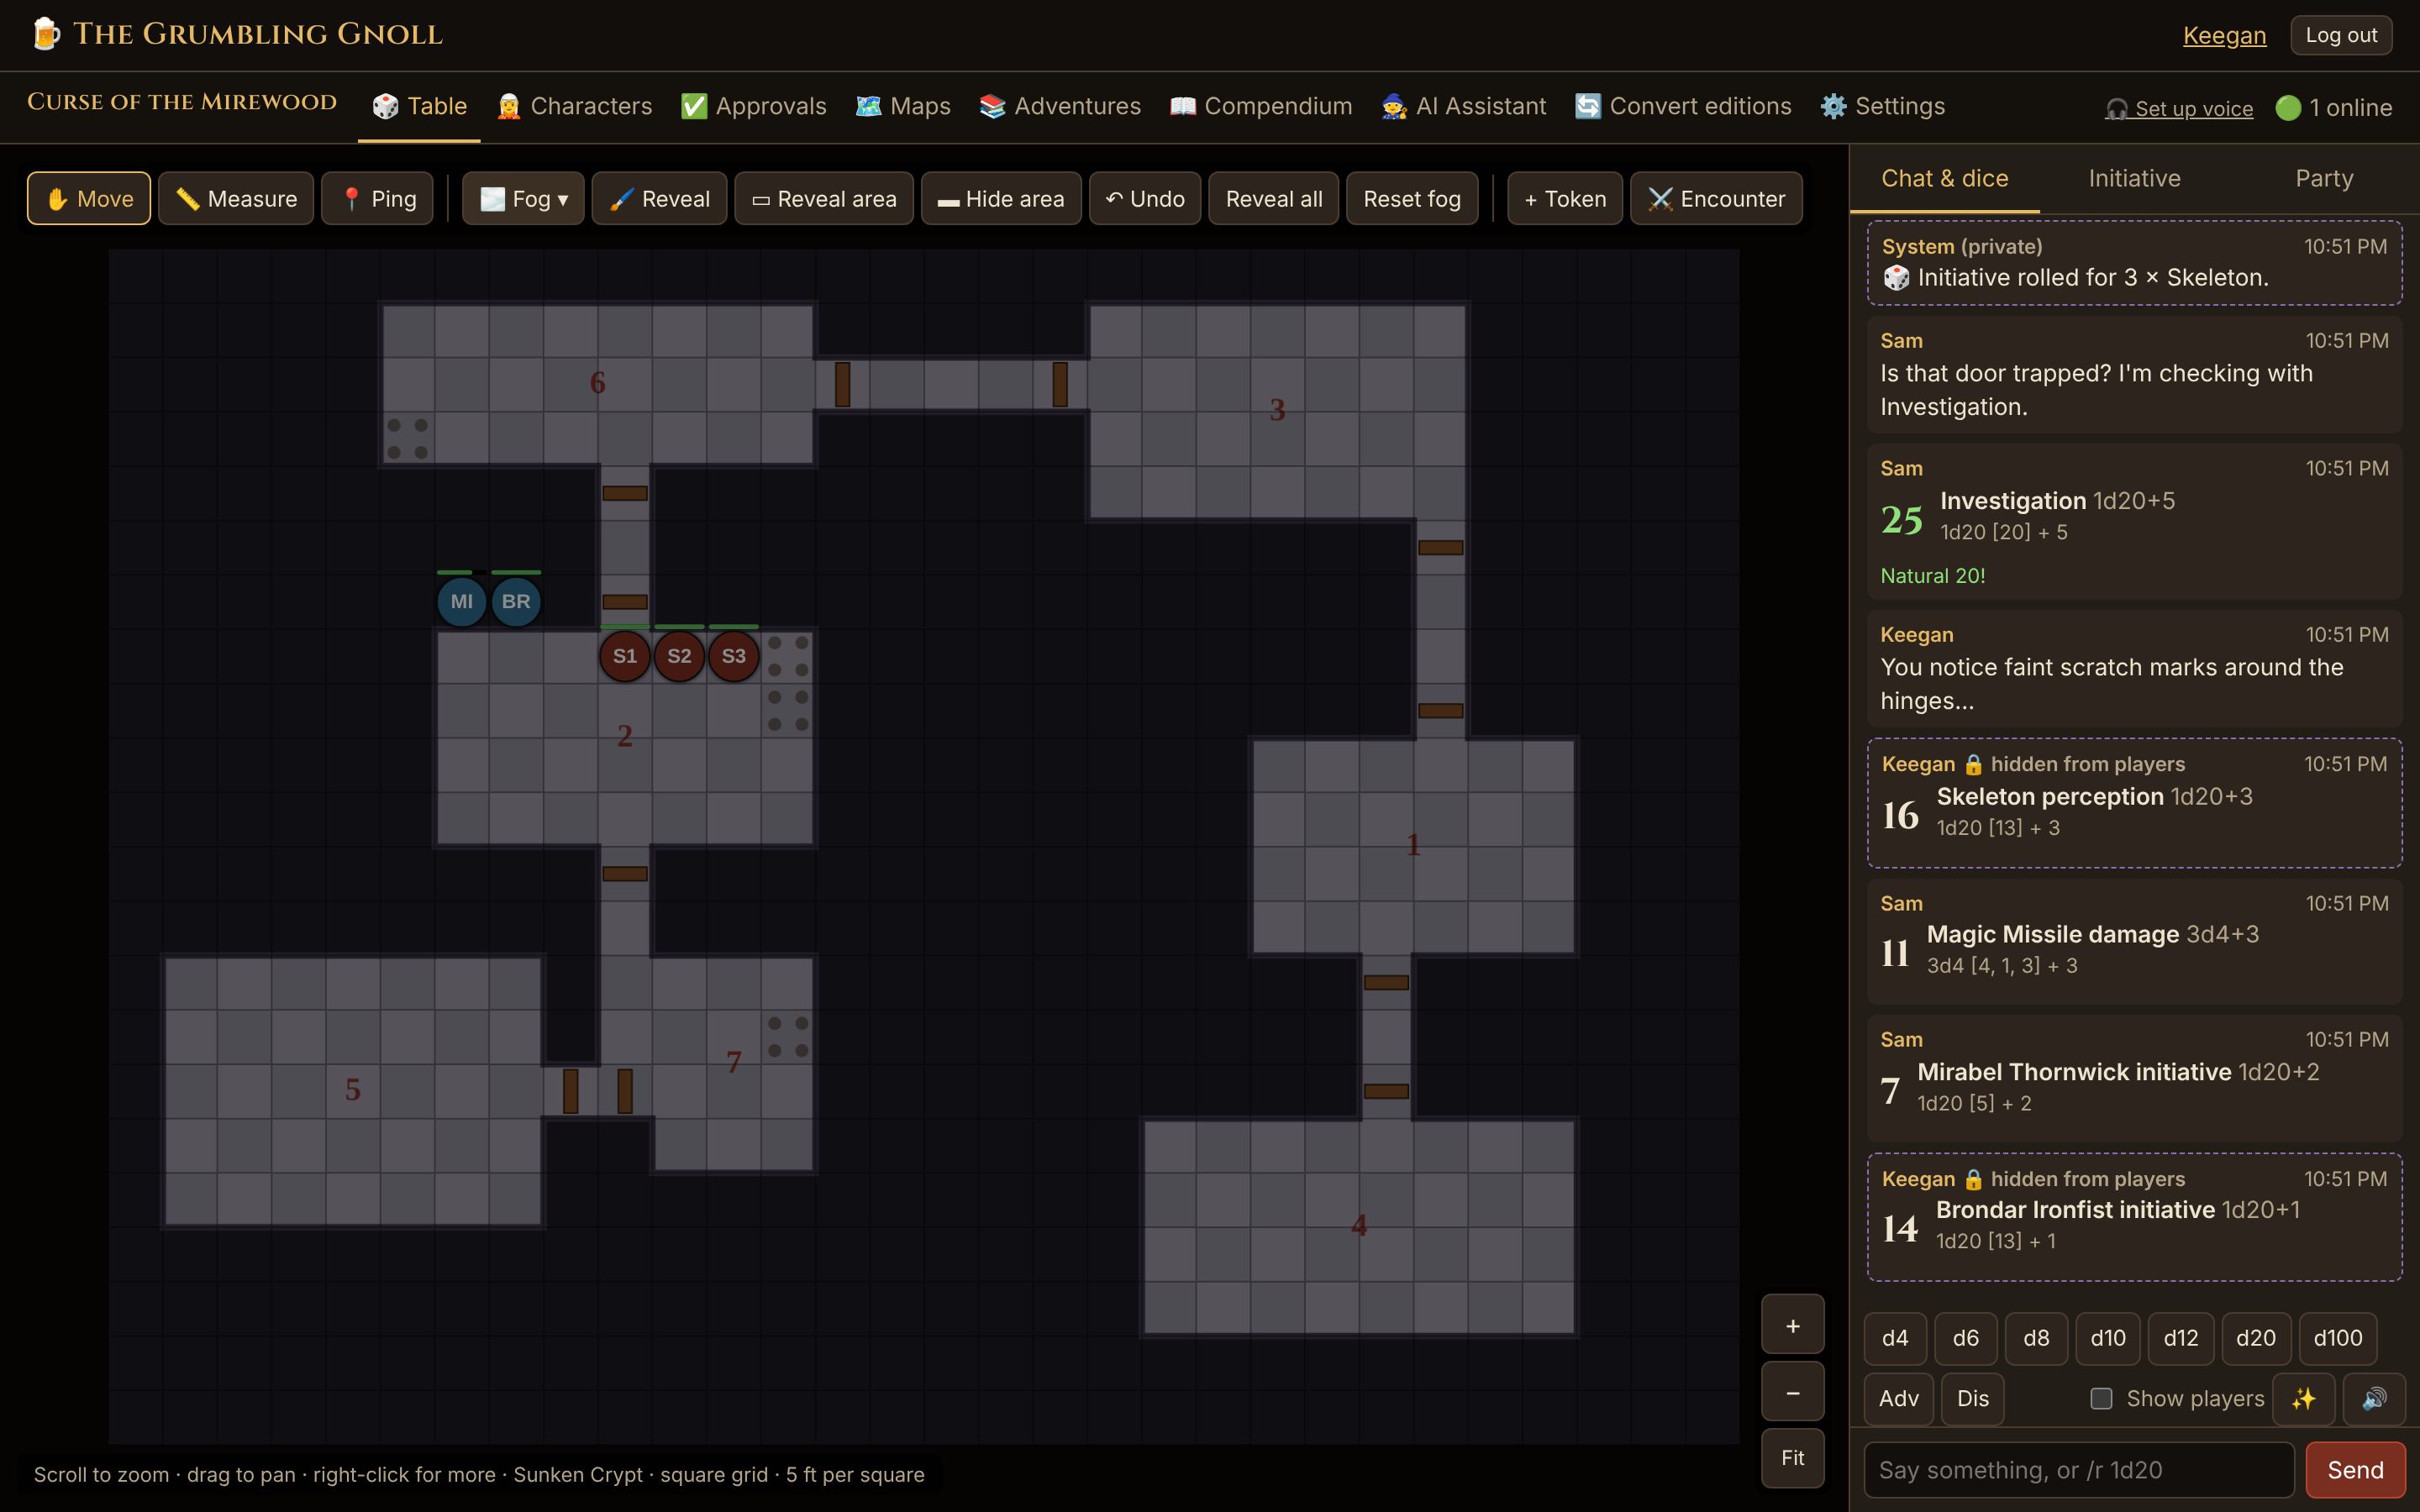 🍺 The Grumbling Gnoll
Keegan
Log out
Curse of the Mirewood
🎲 Table
🧝 Characters
✅ Approvals
🗺️ Maps
📚 Adventures
📖 Compendium
🧙 AI Assistant
🔄 Convert editions
⚙️ Settings
🎧 Set up voice
🟢 1 online
✋ Move
📏 Measure
📍 Ping
🌫️ Fog ▾
🖌️ Reveal
▭ Reveal area
▬ Hide area
↶ Undo
Reveal all
Reset fog
+ Token
⚔️ Encounter
6
3
MI
BR
S1
S2
S3
2
1
7
5
4
+
−
Fit
Scroll to zoom · drag to pan · right-click for more · Sunken Crypt · square grid · 5 ft per square
Chat & dice
Initiative
Party
System (private) 10:51 PM
🎲 Initiative rolled for 3 × Skeleton.
Sam 10:51 PM
Is that door trapped? I'm checking with
Investigation.
Sam 10:51 PM
25 Investigation 1d20+5
1d20 [20] + 5
Natural 20!
Keegan 10:51 PM
You notice faint scratch marks around the
hinges...
Keegan 🔒 hidden from players 10:51 PM
16 Skeleton perception 1d20+3
1d20 [13] + 3
Sam 10:51 PM
11 Magic Missile damage 3d4+3
3d4 [4, 1, 3] + 3
Sam 10:51 PM
7 Mirabel Thornwick initiative 1d20+2
1d20 [5] + 2
Keegan 🔒 hidden from players 10:51 PM
14 Brondar Ironfist initiative 1d20+1
1d20 [13] + 1
d4
d6
d8
d10
d12
d20
d100
Adv
Dis
Show players
Say something, or /r 1d20
Send